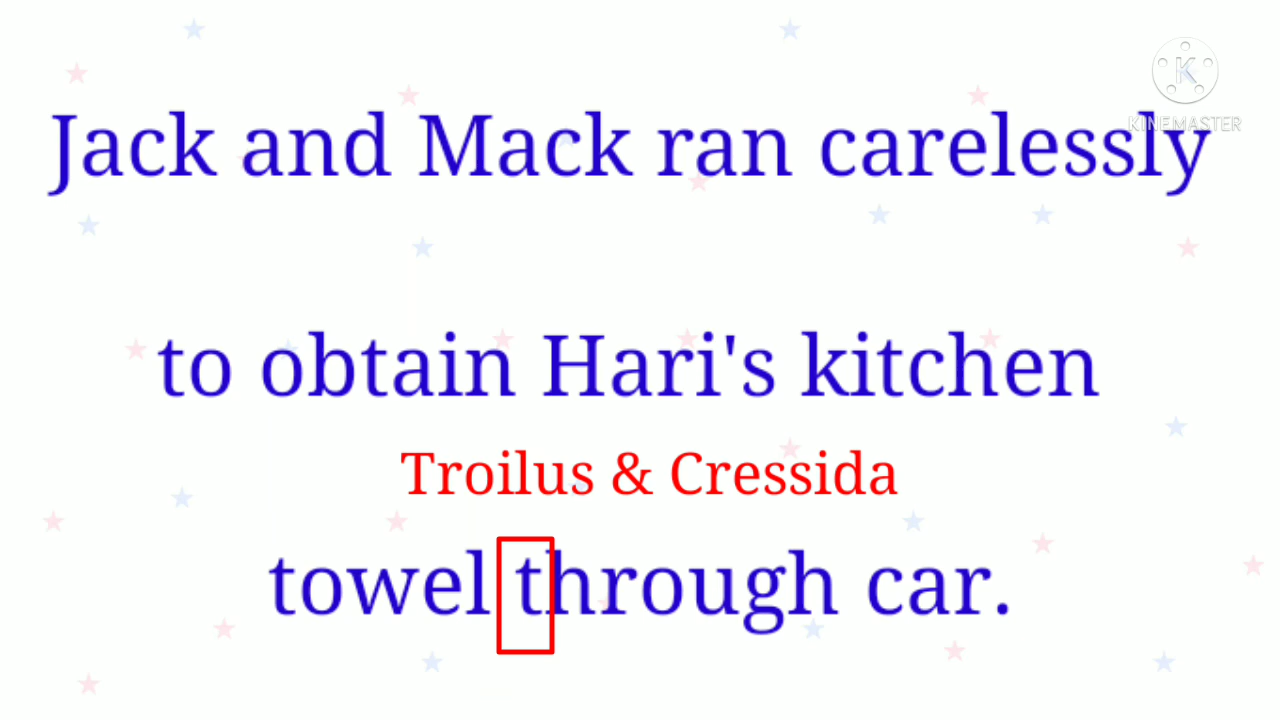 KINEMASTER
Jack and Mack ran carelessly
to obtain Hari's kitchen
Troilus & Cressida
towel through car.